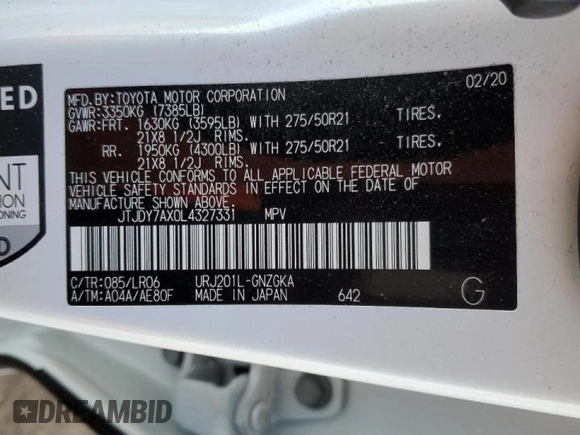 ED
NT
TION
IONING
D
02/20
MFD.BY:TOYOTA MOTOR CORPORATION
GVWR:3350KG (7385LB)
GAWR:FRT. 1630KG (3595LB) WITH 275/50R21 TIRES.
21X8 1/2J RIMS.
RR. 1950KG (4300LB) WITH 275/50R21 TIRES.
21X8 1/2J RIMS.
THIS VEHICLE CONFORMS TO ALL APPLICABLE FEDERAL MOTOR
VEHICLE SAFETY STANDARDS IN EFFECT ON THE DATE OF
MANUFACTURE SHOWN ABOVE.
JTJDY7AX0L4327331 MPV
C/TR:085/LR06 URJ201L-GNZGKA
A/TM:A04A/AE80F MADE IN JAPAN 642 G
DREAMBID